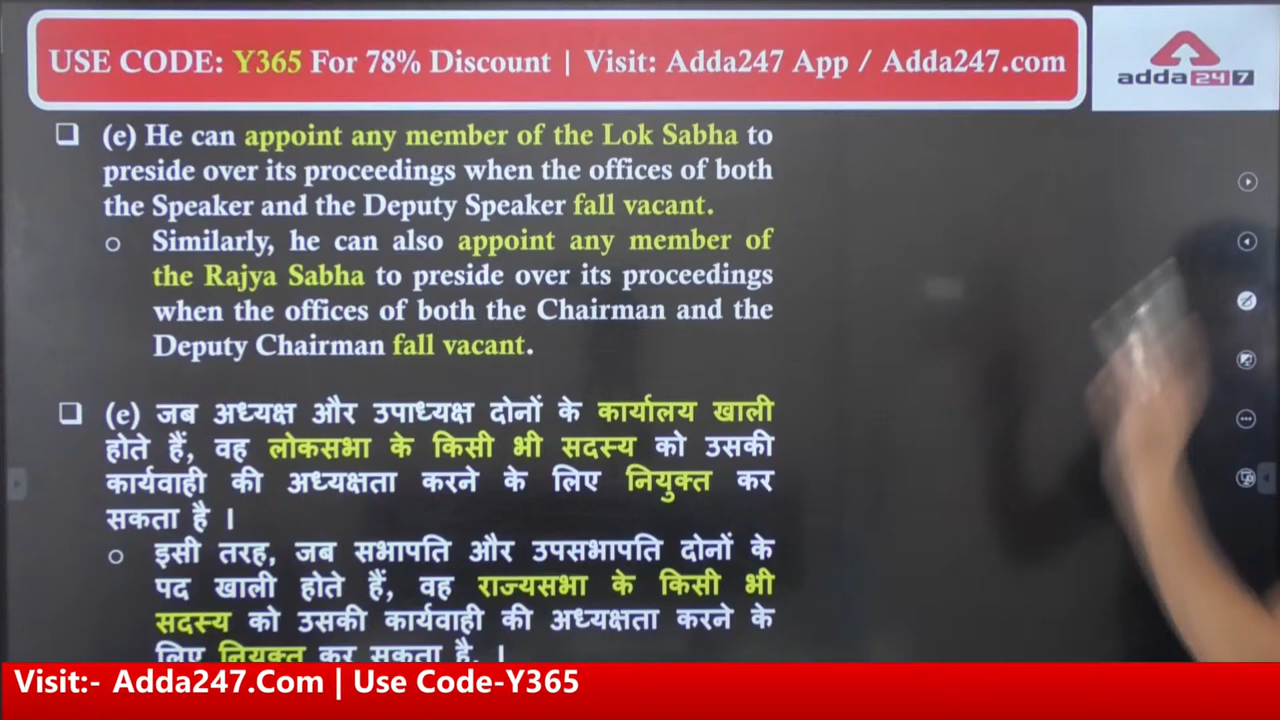 USE CODE: Y365 For 78% Discount | Visit: Adda247 App / Adda247.com
adda247
(e) He can appoint any member of the Lok Sabha to
preside over its proceedings when the offices of both
the Speaker and the Deputy Speaker fall vacant.
Similarly, he can also appoint any member of
the Rajya Sabha to preside over its proceedings
when the offices of both the Chairman and the
Deputy Chairman fall vacant.
(e) जब अध्यक्ष और उपाध्यक्ष दोनों के कार्यालय खाली
होते हैं, वह लोकसभा के किसी भी सदस्य को उसकी
कार्यवाही की अध्यक्षता करने के लिए नियुक्त कर
सकता है ।
इसी तरह, जब सभापति और उपसभापति दोनों के
पद खाली होते हैं, वह राज्यसभा के किसी भी
सदस्य को उसकी कार्यवाही की अध्यक्षता करने के
लिए नियुक्त कर सकता है. ।
Visit:- Adda247.Com | Use Code-Y365